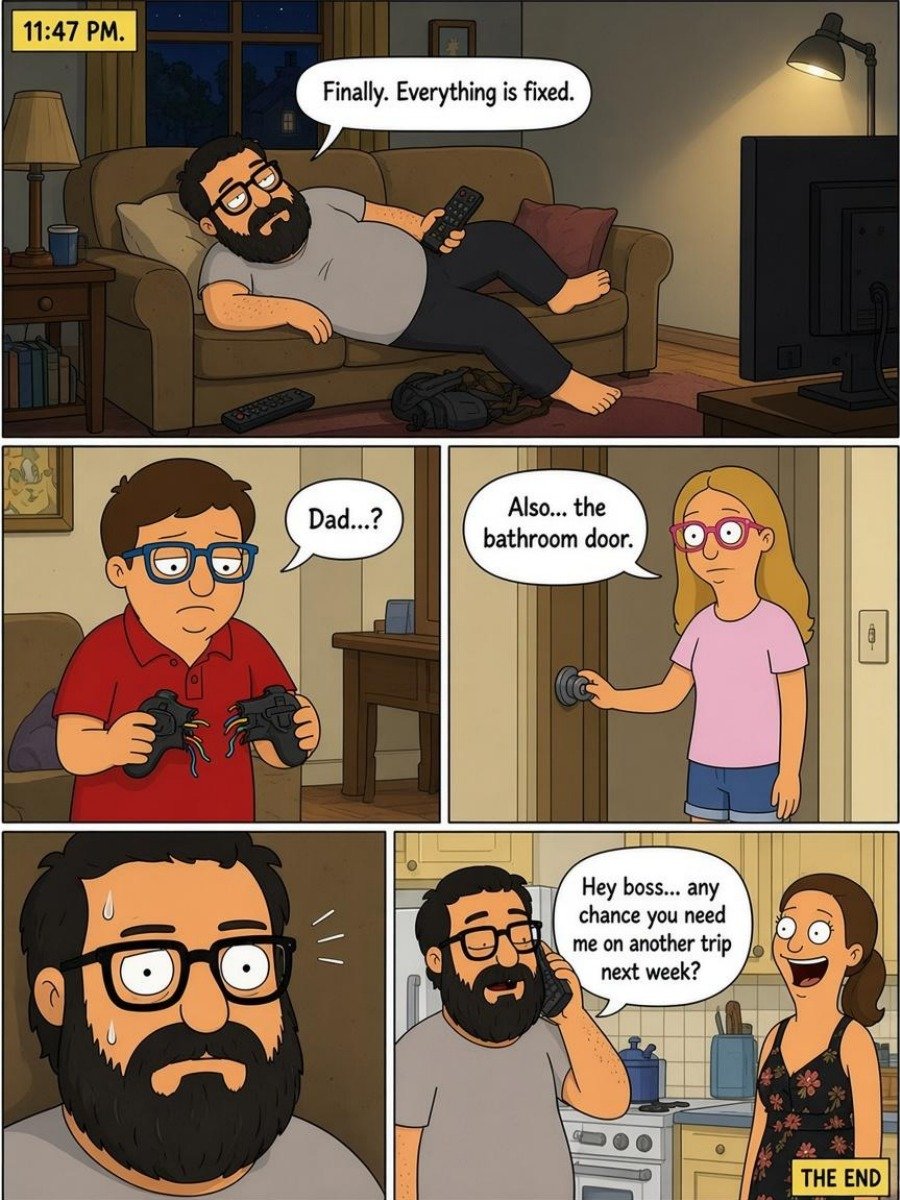 11:47 PM.
Finally. Everything is fixed.
Dad...?
Also... the
bathroom door.
Hey boss... any
chance you need
me on another trip
next week?
THE END